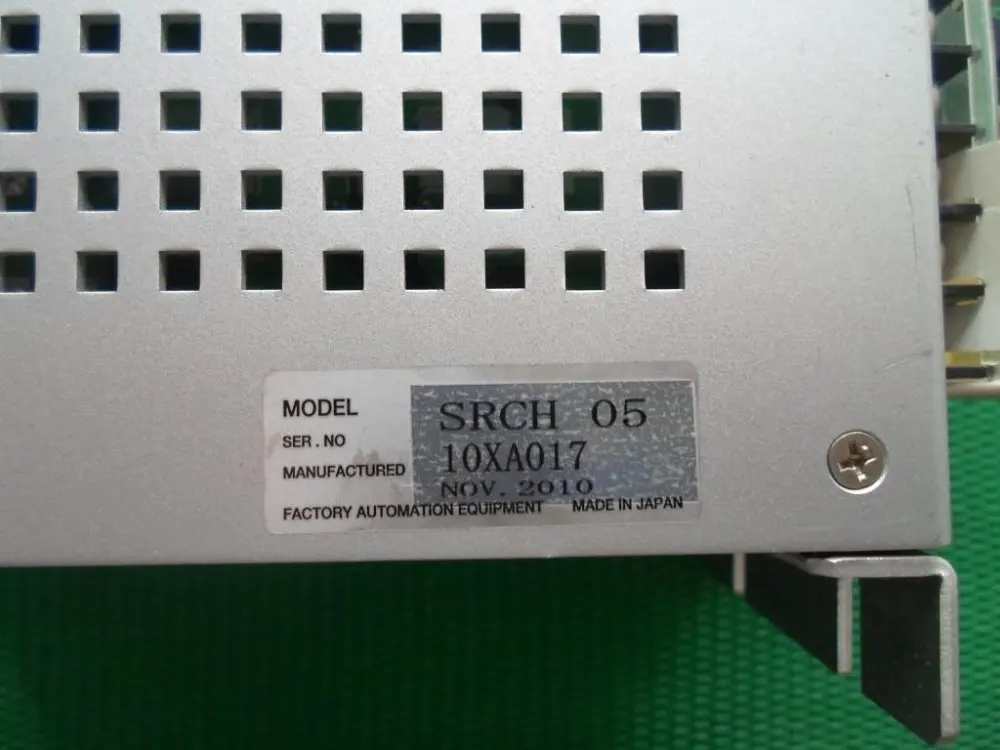 MODEL SRCH 05
SER . NO 10XA017
MANUFACTURED NOV. 2010
FACTORY AUTOMATION EQUIPMENT MADE IN JAPAN